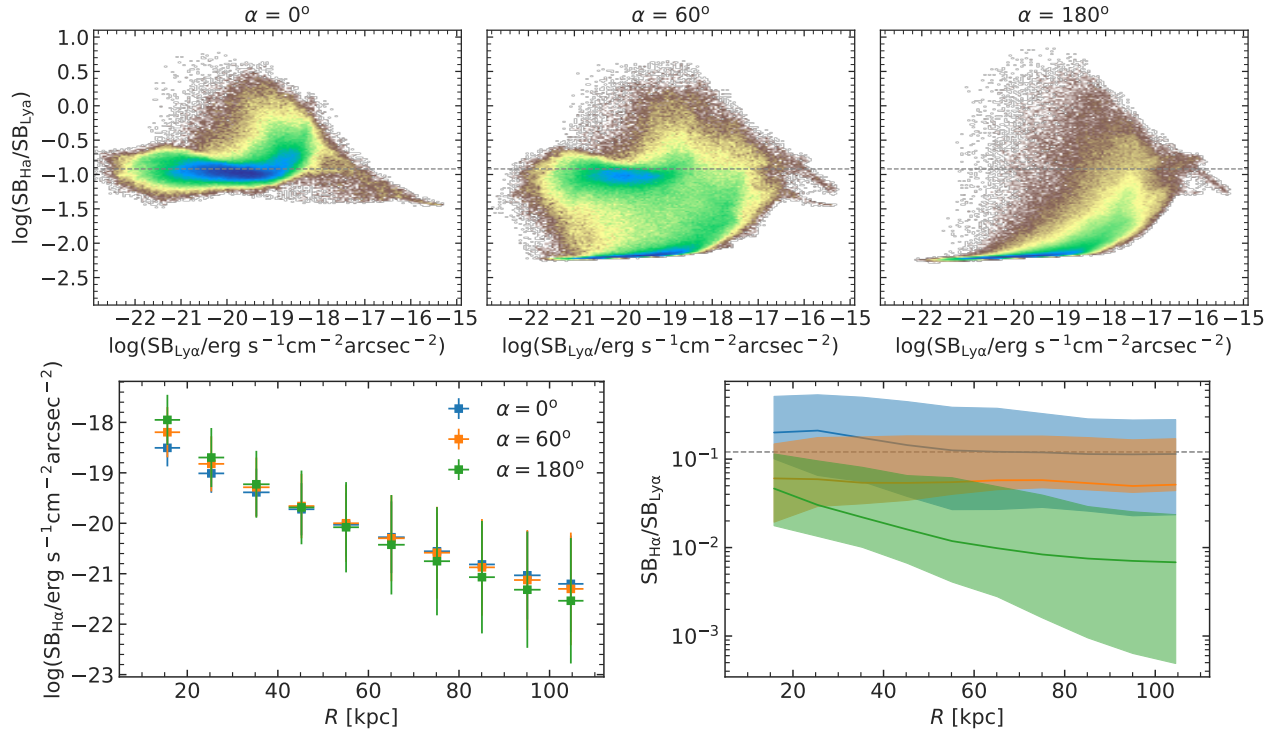 α = 0°
α = 60°
α = 180°
log(SB_Ha/SB_Lya)
1.0
0.5
0.0
−0.5
−1.0
−1.5
−2.0
−2.5
−22 −21 −20 −19 −18 −17 −16 −15
−22 −21 −20 −19 −18 −17 −16 −15
−22 −21 −20 −19 −18 −17 −16 −15
log(SB_Lyα/erg s⁻¹cm⁻²arcsec⁻²)
log(SB_Lyα/erg s⁻¹cm⁻²arcsec⁻²)
log(SB_Lyα/erg s⁻¹cm⁻²arcsec⁻²)
log(SB_Hα/erg s⁻¹cm⁻²arcsec⁻²)
−18
−19
−20
−21
−22
−23
α = 0°
α = 60°
α = 180°
20 40 60 80 100
R [kpc]
SB_Hα/SB_Lyα
10⁻¹
10⁻²
10⁻³
20 40 60 80 100
R [kpc]